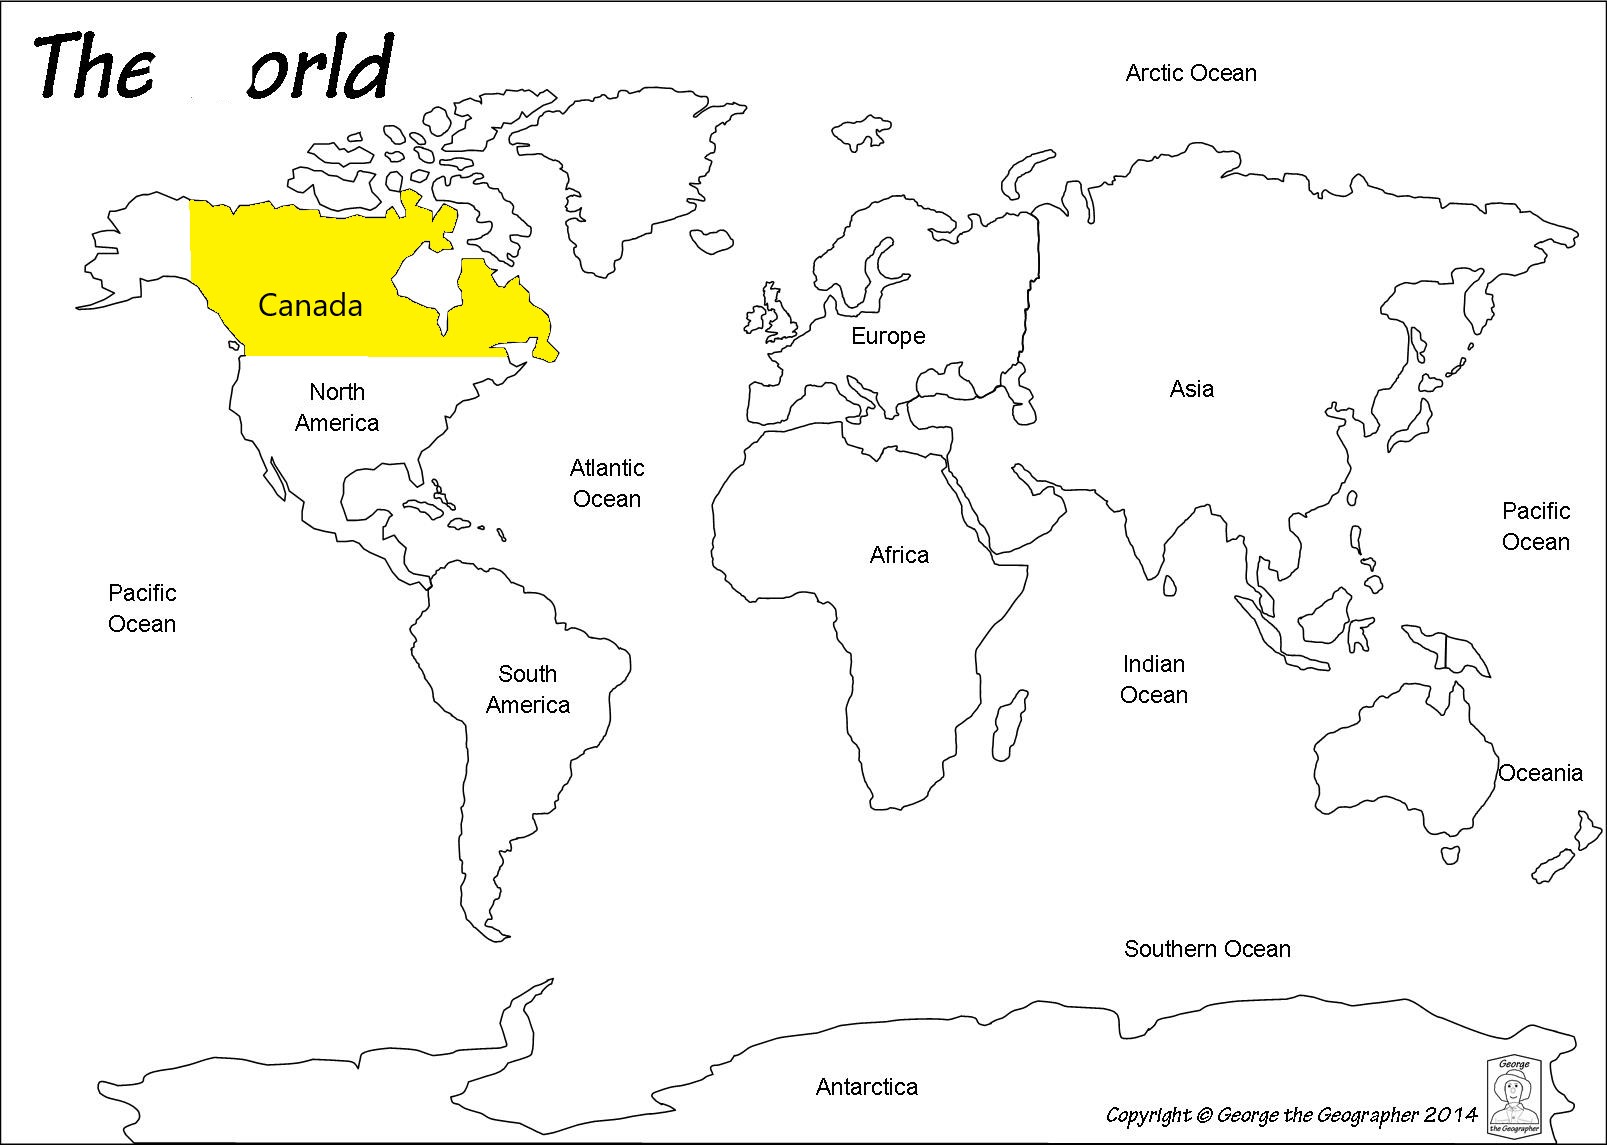 The orld
Arctic Ocean
Canada
Europe
North
America
Asia
Atlantic
Ocean
Pacific
Ocean
Africa
Pacific
Ocean
Indian
Ocean
South
America
Oceania
Southern Ocean
Antarctica
George
the Geographer
Copyright © George the Geographer 2014